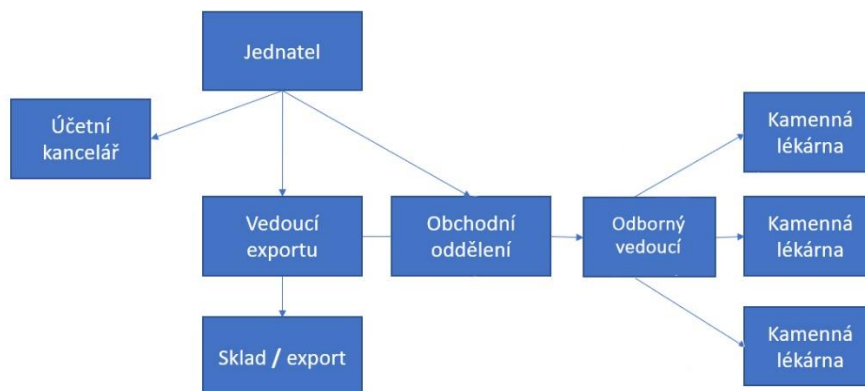 Jednatel
Účetní
kancelář
Kamenná
lékárna
Vedoucí
exportu
Obchodní
oddělení
Odborný
vedoucí
Kamenná
lékárna
Sklad / export
Kamenná
lékárna